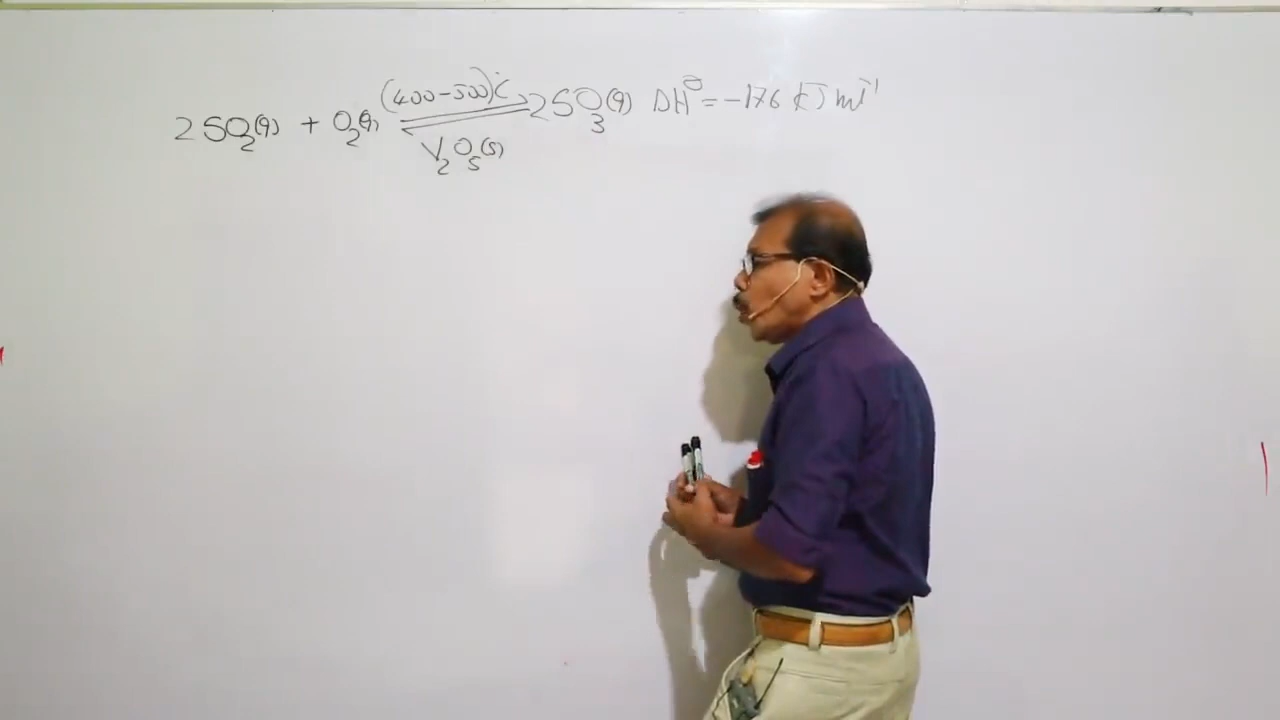 2SO₂(g) + O₂(g) ⇌ (400-500)°C V₂O₅(s) 2SO₃(g) ΔH° = -176 kJ mol⁻¹